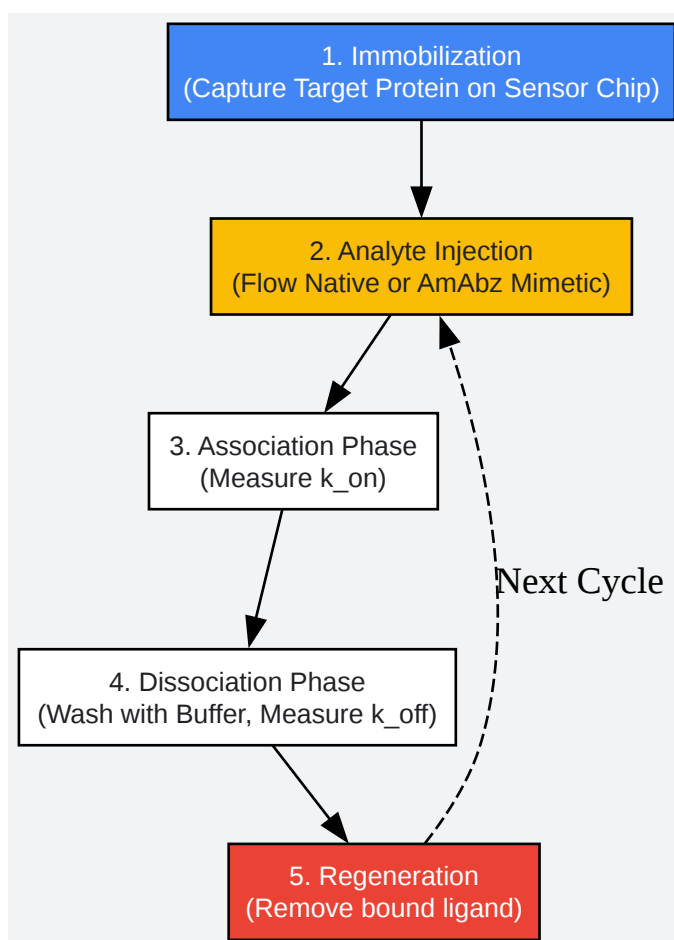 1. Immobilization
(Capture Target Protein on Sensor Chip)
2. Analyte Injection
(Flow Native or AmAbz Mimetic)
3. Association Phase
(Measure k_on)
Next Cycle
4. Dissociation Phase
(Wash with Buffer, Measure k_off)
5. Regeneration
(Remove bound ligand)